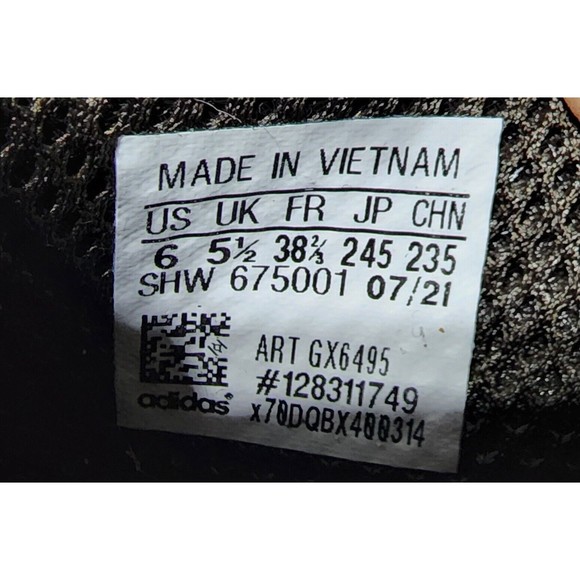 MADE IN VIETNAM
US UK FR JP CHN
6 5½ 38⅔ 245 235
SHW 675001 07/21
ART GX6495
#128311749
adidas®
x70DQBX400314